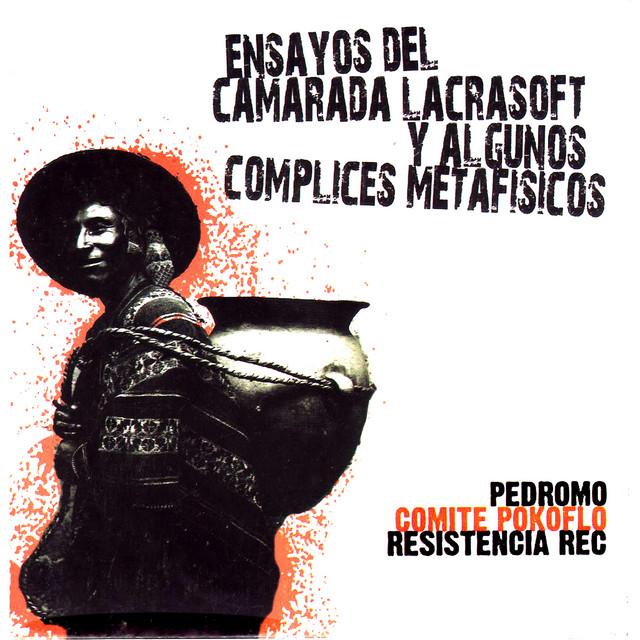 ENSAYOS DEL
CAMARADA LACRASOFT
Y ALGUNOS
COMPLICES METAFISICOS
PEDROMO
COMITE POKOFLO
RESISTENCIA REC